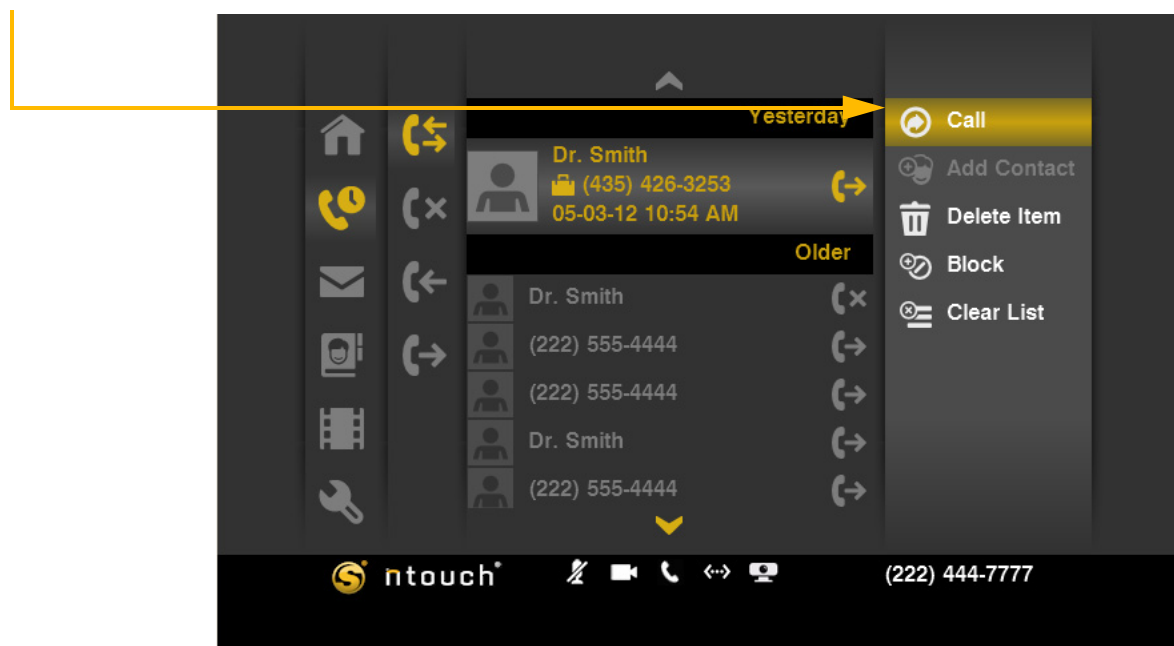 Yesterday
Dr. Smith
(435) 426-3253
05-03-12 10:54 AM
Older
Dr. Smith
(222) 555-4444
(222) 555-4444
Dr. Smith
(222) 555-4444
Call
Add Contact
Delete Item
Block
Clear List
S ntouch
(222) 444-7777